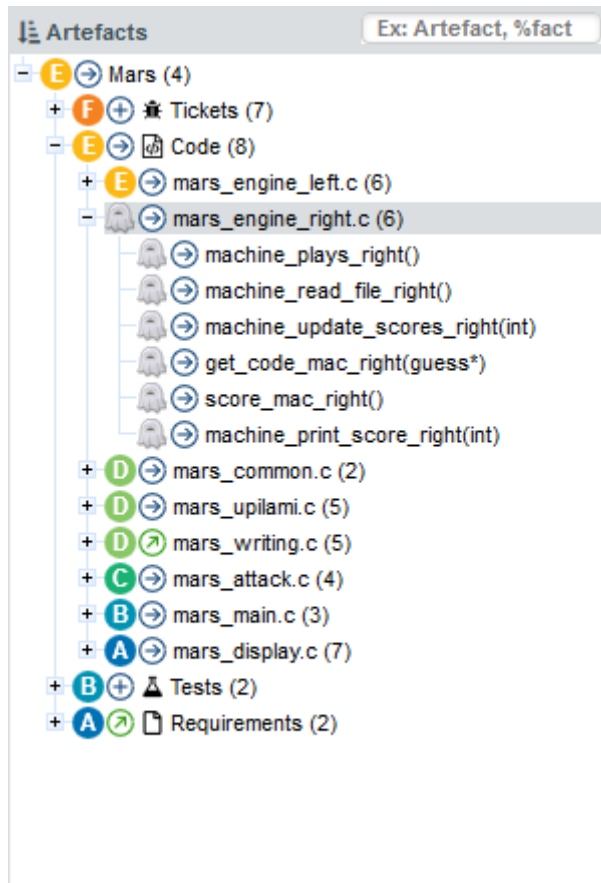 Artefacts Ex: Artefact, %fact
E Mars (4)
F Tickets (7)
E Code (8)
E mars_engine_left.c (6)
mars_engine_right.c (6)
machine_plays_right()
machine_read_file_right()
machine_update_scores_right(int)
get_code_mac_right(guess*)
score_mac_right()
machine_print_score_right(int)
D mars_common.c (2)
D mars_upilami.c (5)
D mars_writing.c (5)
C mars_attack.c (4)
B mars_main.c (3)
A mars_display.c (7)
B Tests (2)
A Requirements (2)